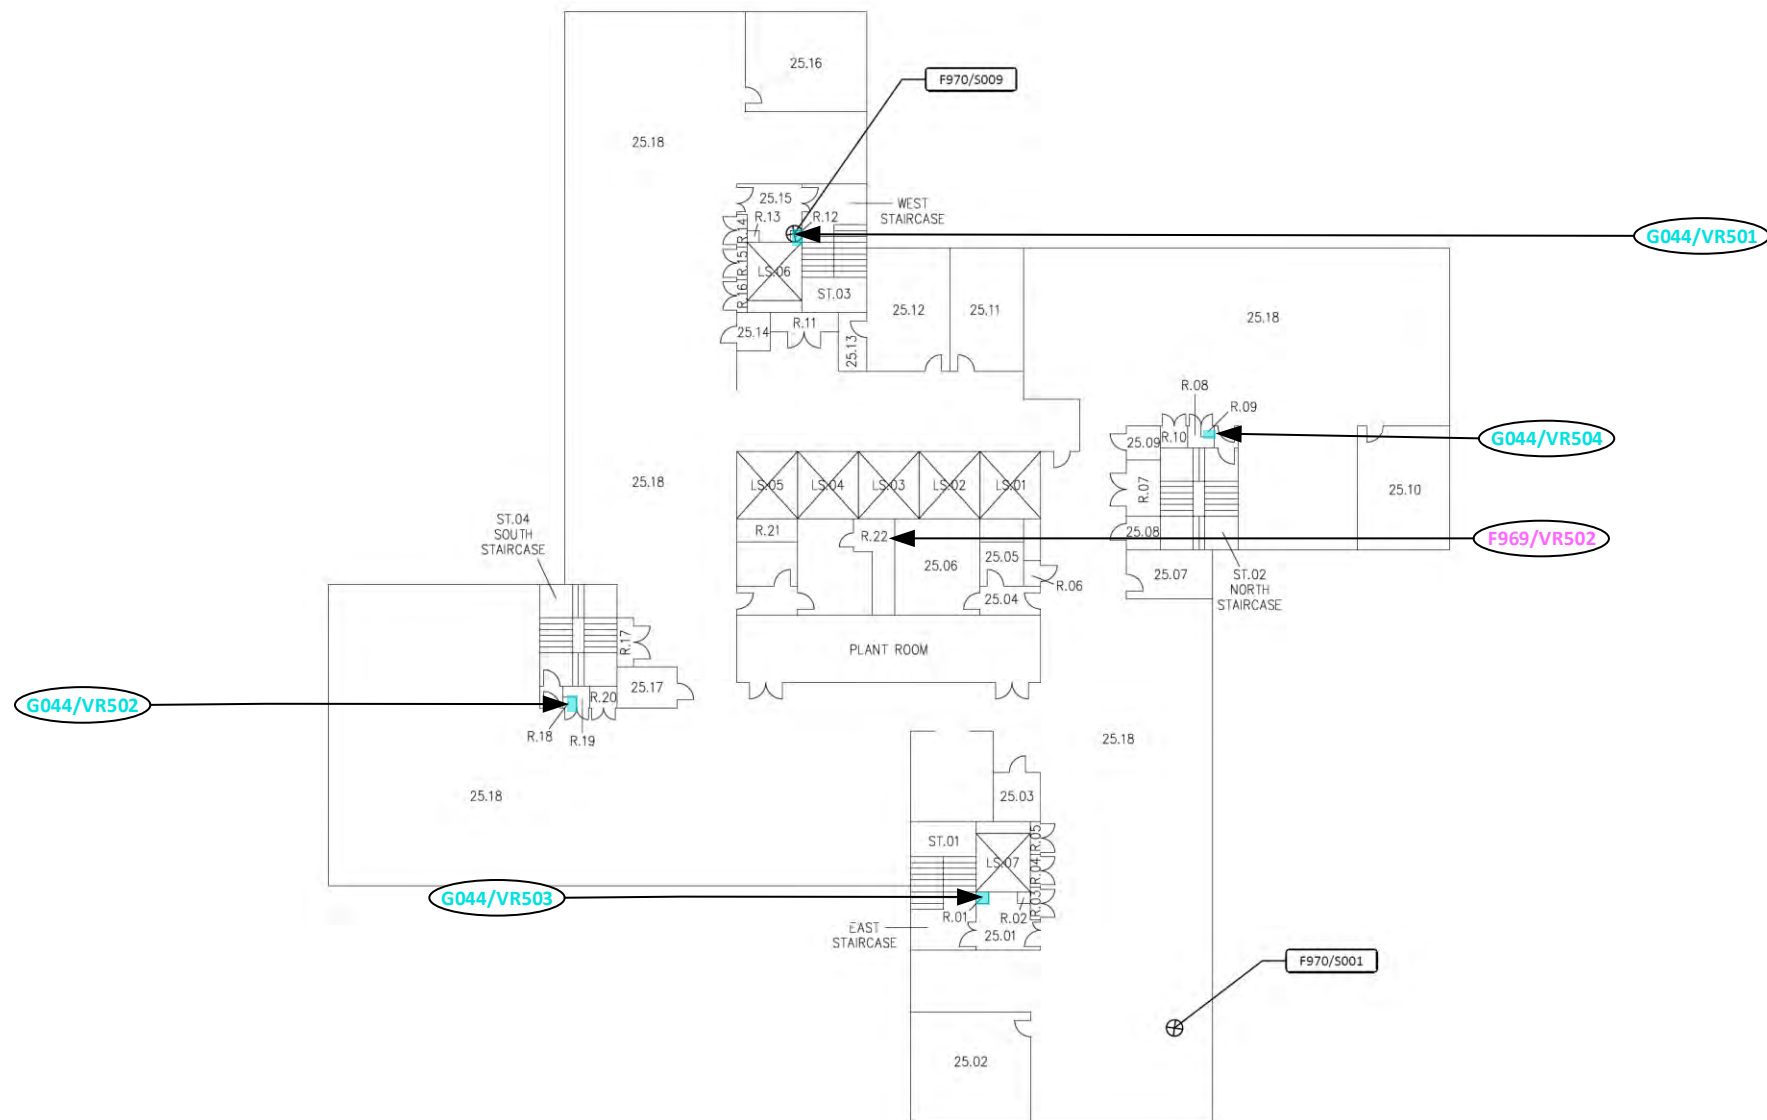 25.16
F970/S009
25.18
25.15
WEST
STAIRCASE
R.13
R.12
R.14
G044/VR501
R.15
LS.06
R.16
ST.03
25.12
25.11
25.18
R.11
25.14
25.13
R.08
R.09
25.09
R.10
G044/VR504
25.18
LS.05
LS.04
LS.03
LS.02
LS.01
R.07
25.10
ST.04
SOUTH
STAIRCASE
R.21
R.22
25.08
F969/VR502
25.06
25.05
R.06
25.04
25.07
ST.02
NORTH
STAIRCASE
R.17
PLANT ROOM
25.17
R.20
G044/VR502
R.18
R.19
25.18
25.18
25.03
ST.01
R.05
LS.07
R.04
G044/VR503
R.03
R.01
R.02
EAST
STAIRCASE
25.01
F970/S001
25.02